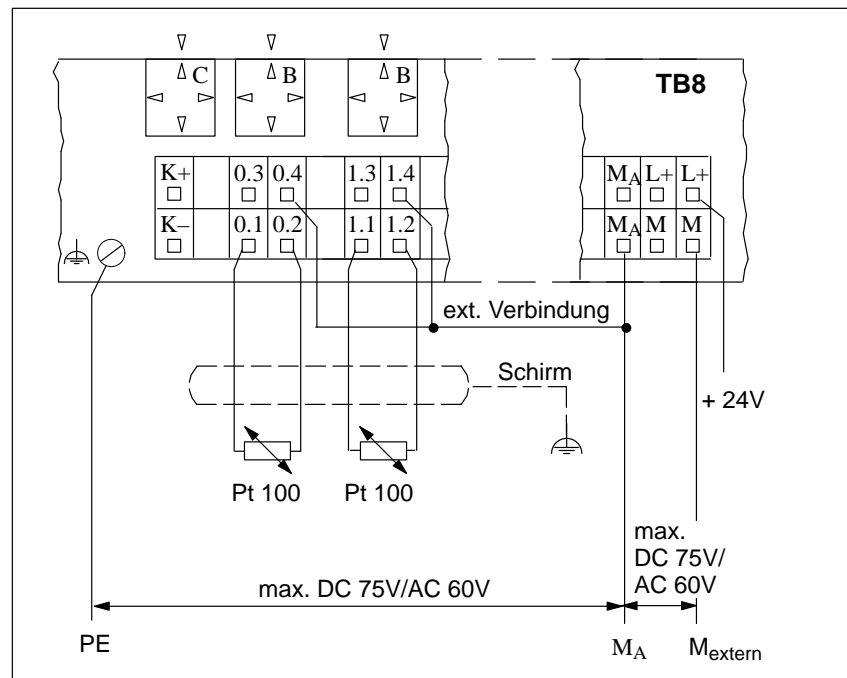 C B B TB8
K+ 0.3 0.4 1.3 1.4 MA L+ L+
K− 0.1 0.2 1.1 1.2 MA M M
ext. Verbindung
Schirm
+ 24V
Pt 100 Pt 100
max.
DC 75V/
AC 60V
max. DC 75V/AC 60V
PE MA Mextern